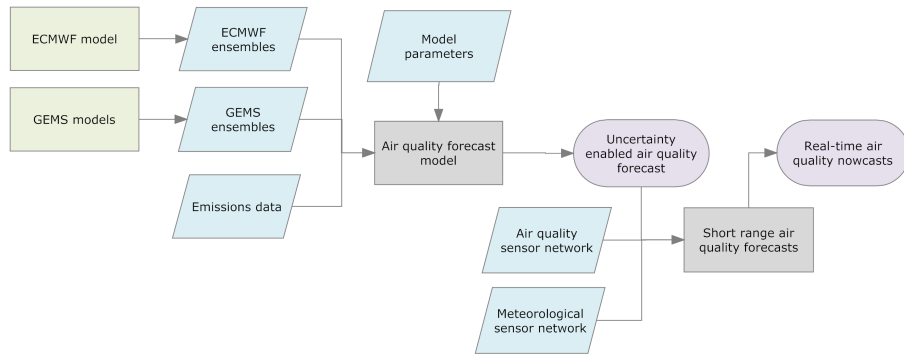 ECMWF model
ECMWF
ensembles
Model
parameters
GEMS models
GEMS
ensembles
Emissions data
Air quality forecast
model
Uncertainty
enabled air quality
forecast
Real-time air
quality nowcasts
Air quality
sensor network
Short range air
quality forecasts
Meteorological
sensor network